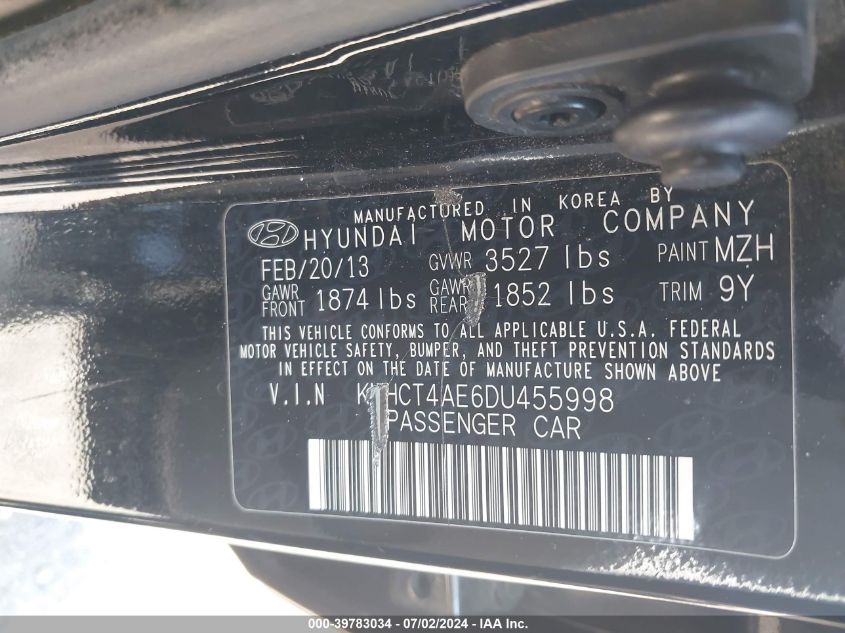 MANUFACTURED IN KOREA BY
HYUNDAI MOTOR COMPANY
FEB/20/13 GVWR 3527 lbs PAINT MZH
GAWR FRONT 1874 lbs GAWR REAR 1852 lbs TRIM 9Y
THIS VEHICLE CONFORMS TO ALL APPLICABLE U.S.A. FEDERAL
MOTOR VEHICLE SAFETY, BUMPER, AND THEFT PREVENTION STANDARDS
IN EFFECT ON THE DATE OF MANUFACTURE SHOWN ABOVE
V.I.N KMHCT4AE6DU455998
PASSENGER CAR
000-39783034 - 07/02/2024 - IAA Inc.